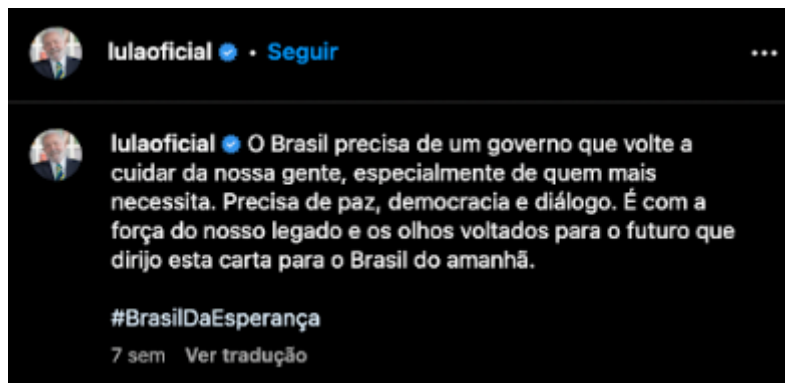 lulaoficial • Seguir
lulaoficial O Brasil precisa de um governo que volte a
cuidar da nossa gente, especialmente de quem mais
necessita. Precisa de paz, democracia e diálogo. É com a
força do nosso legado e os olhos voltados para o futuro que
dirijo esta carta para o Brasil do amanhã.
#BrasilDaEsperança
7 sem Ver tradução